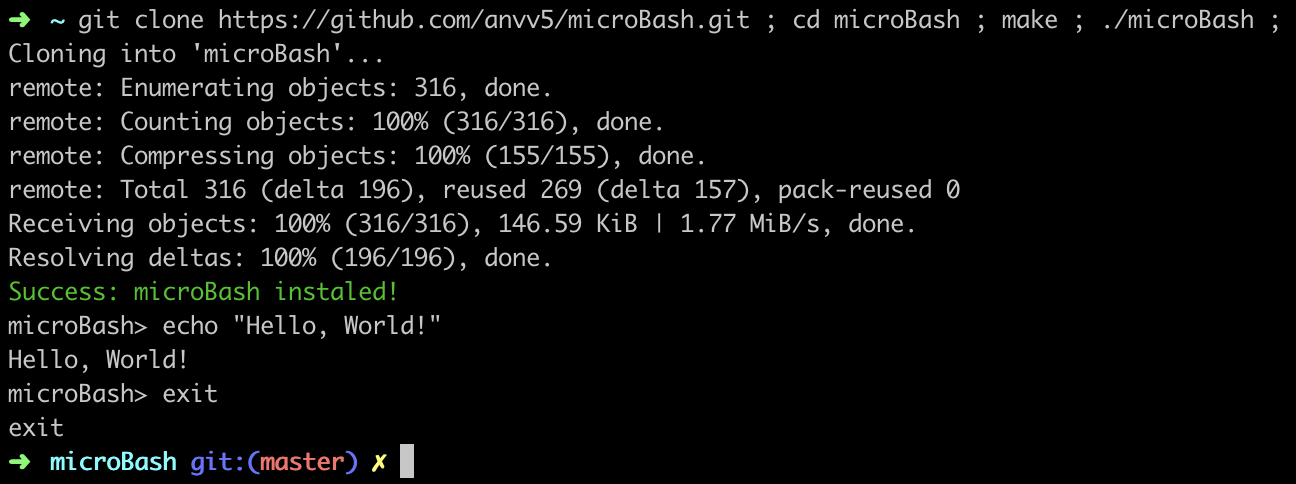 ➜ ~ git clone https://github.com/anvv5/microBash.git ; cd microBash ; make ; ./microBash ;
Cloning into 'microBash'...
remote: Enumerating objects: 316, done.
remote: Counting objects: 100% (316/316), done.
remote: Compressing objects: 100% (155/155), done.
remote: Total 316 (delta 196), reused 269 (delta 157), pack-reused 0
Receiving objects: 100% (316/316), 146.59 KiB | 1.77 MiB/s, done.
Resolving deltas: 100% (196/196), done.
Success: microBash instaled!
microBash> echo "Hello, World!"
Hello, World!
microBash> exit
exit
➜ microBash git:(master) ✗